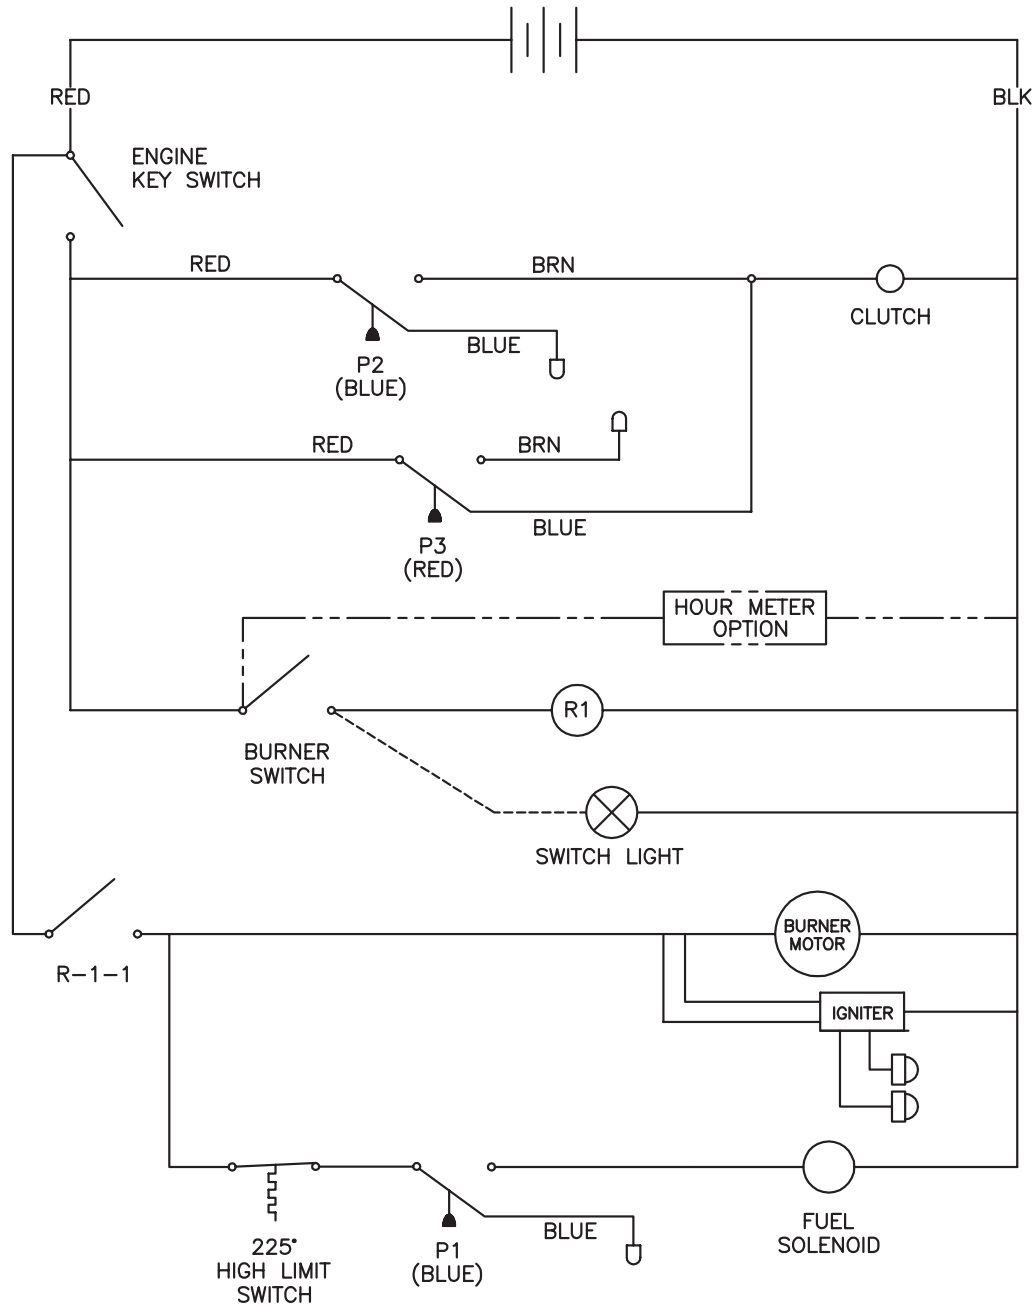 RED
BLK
ENGINE
KEY SWITCH
RED
BRN
CLUTCH
BLUE
P2
(BLUE)
RED
BRN
BLUE
P3
(RED)
HOUR METER
OPTION
R1
BURNER
SWITCH
SWITCH LIGHT
BURNER
MOTOR
R-1-1
IGNITER
BLUE
FUEL
SOLENOID
225°
HIGH LIMIT
SWITCH
P1
(BLUE)